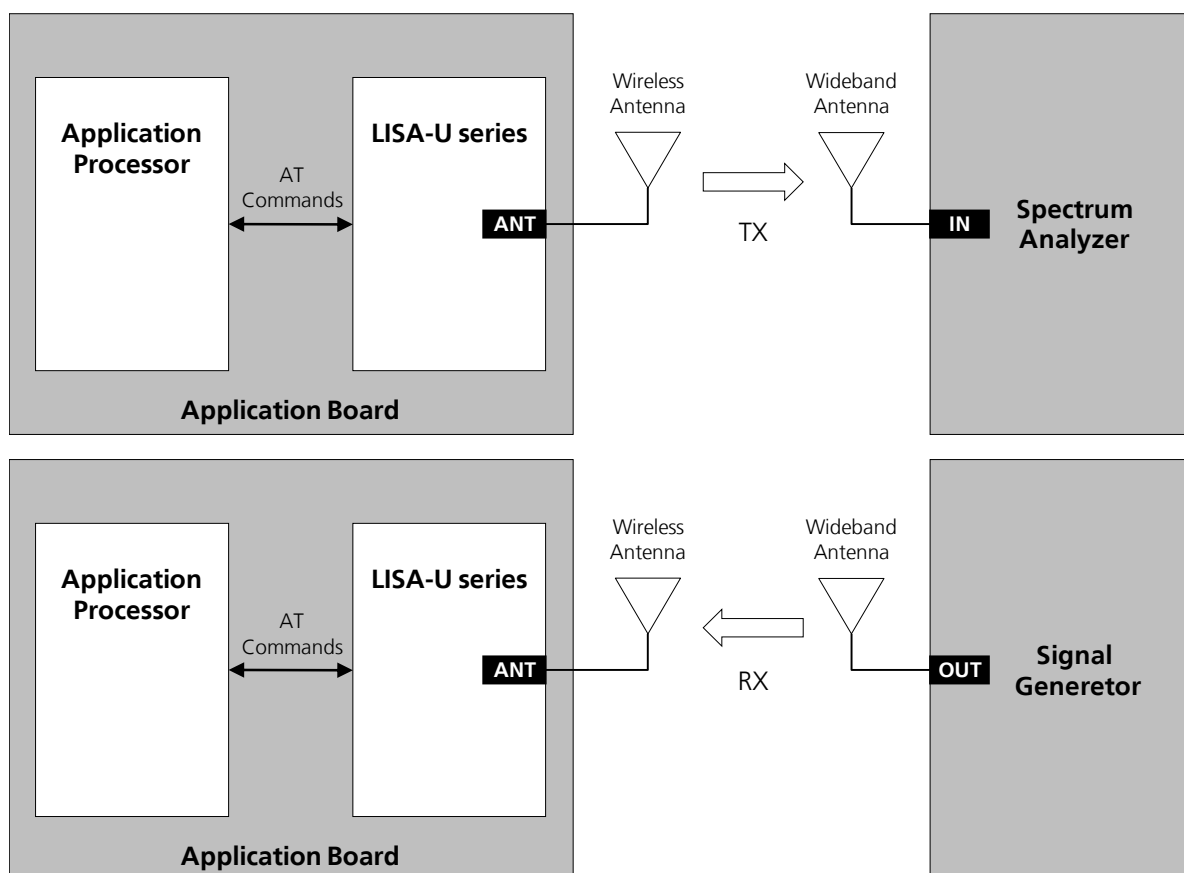 Application
Processor
AT
Commands
LISA-U series
ANT
Application Board
Wireless
Antenna
TX
Wideband
Antenna
IN
Spectrum
Analyzer
Application
Processor
AT
Commands
LISA-U series
ANT
Application Board
Wireless
Antenna
RX
Wideband
Antenna
OUT
Signal
Generetor